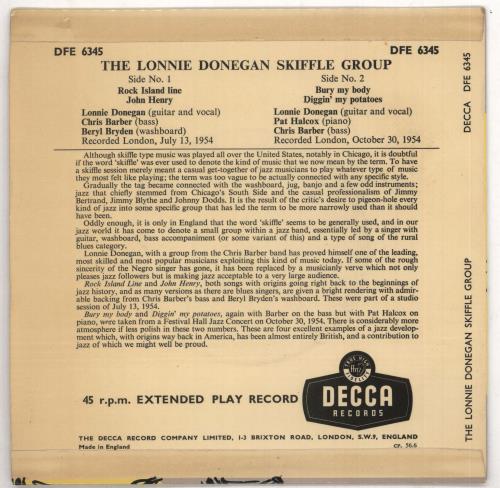 DFE 6345 DFE 6345
THE LONNIE DONEGAN SKIFFLE GROUP
Side No. 1
Rock Island line
John Henry
Lonnie Donegan (guitar and vocal)
Chris Barber (bass)
Beryl Bryden (washboard)
Recorded London, July 13, 1954
Side No. 2
Bury my body
Diggin' my potatoes
Lonnie Donegan (guitar and vocal)
Pat Halcox (piano)
Chris Barber (bass)
Recorded London, October 30, 1954
Although skiffle type music was played all over the United States, notably in Chicago, it is doubtful
if the word 'skiffle' was ever used to denote the kind of music that we now mean by the term. To have
a skiffle session merely meant a casual get-together of jazz musicians to play whatever type of music
they most felt like playing; the term was too vague to be actually connected with any specific style.
Gradually the tag became connected with the washboard, jug, banjo and a few odd instruments;
jazz that chiefly stemmed from Chicago's South Side and the casual professionalism of Jimmy
Bertrand, Jimmy Blythe and Johnny Dodds. It is the result of the critic's desire to pigeon-hole every
kind of jazz into some specific group that has led the term to be more narrowly used than it should
have been.
Oddly enough, it is only in England that the word 'skiffle' seems to be generally used, and in our
jazz world it has come to denote a small group within a jazz band, essentially led by a singer with
guitar, washboard, bass accompaniment (or some variant of this) and a type of song of the rural
blues category.
Lonnie Donegan, with a group from the Chris Barber band has proved himself one of the leading,
most skilled and most popular musicians exploiting this kind of music today. If some of the rough
sincerity of the Negro singer has gone, it has been replaced by a musicianly verve which not only
pleases jazz followers but is making jazz acceptable to a very large audience.
Rock Island Line and John Henry, both songs with origins going right back to the beginnings of
jazz history, and as many versions as there are blues singers, are given a bright rendering with admir-
able backing from Chris Barber's bass and Beryl Bryden's washboard. These were part of a studio
session of July 13, 1954.
Bury my body and Diggin' my potatoes, again with Barber on the bass but with Pat Halcox on
piano, were taken from a Festival Hall Jazz Concert on October 30, 1954. There is considerably more
atmosphere if less polish in these two numbers. These are four excellent examples of a jazz develop-
ment which, with origins way back in America, has been almost entirely British, and a contribution to
jazz of which we might well be proud.
45 r.p.m. EXTENDED PLAY RECORD
FULL FREQUENCY
DECCA
RECORDS
THE DECCA RECORD COMPANY LIMITED, 1-3 BRIXTON ROAD, LONDON, S.W.9, ENGLAND
Made in England
CP. 56.6
DECCA DFE 6345
THE LONNIE DONEGAN SKIFFLE GROUP